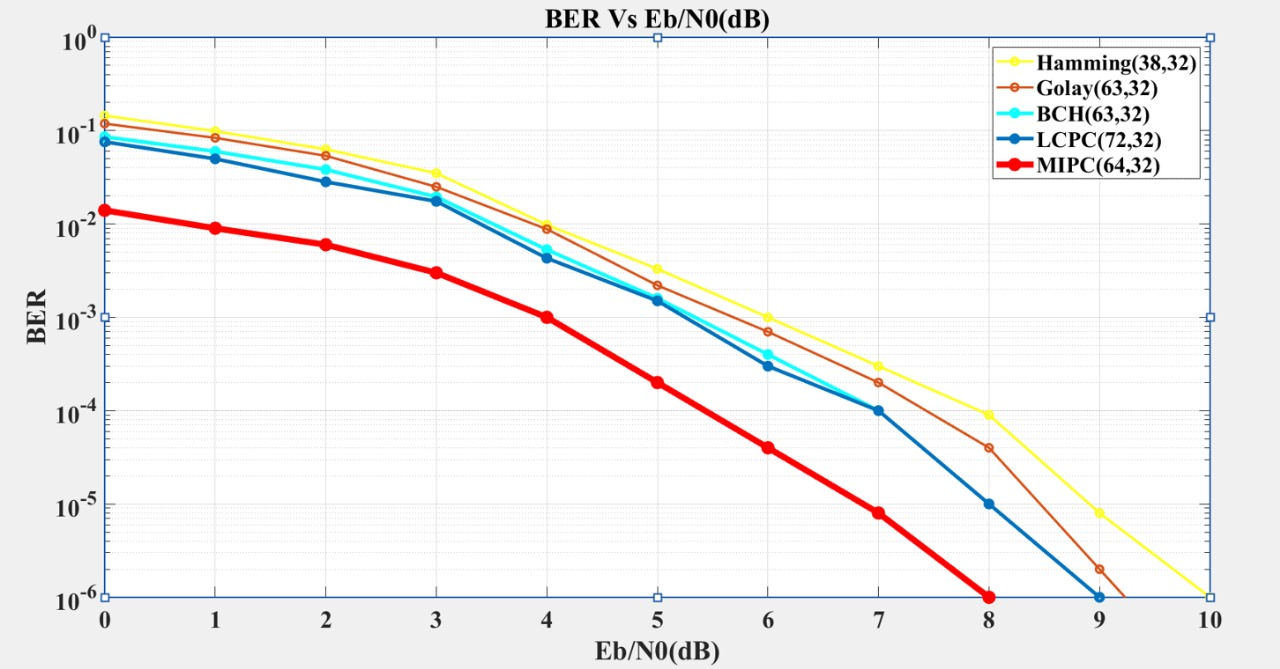 BER Vs Eb/N0(dB)
10^0
10^-1
10^-2
10^-3
10^-4
10^-5
10^-6
BER
Hamming(38,32)
Golay(63,32)
BCH(63,32)
LCPC(72,32)
MIPC(64,32)
0 1 2 3 4 5 6 7 8 9 10
Eb/N0(dB)